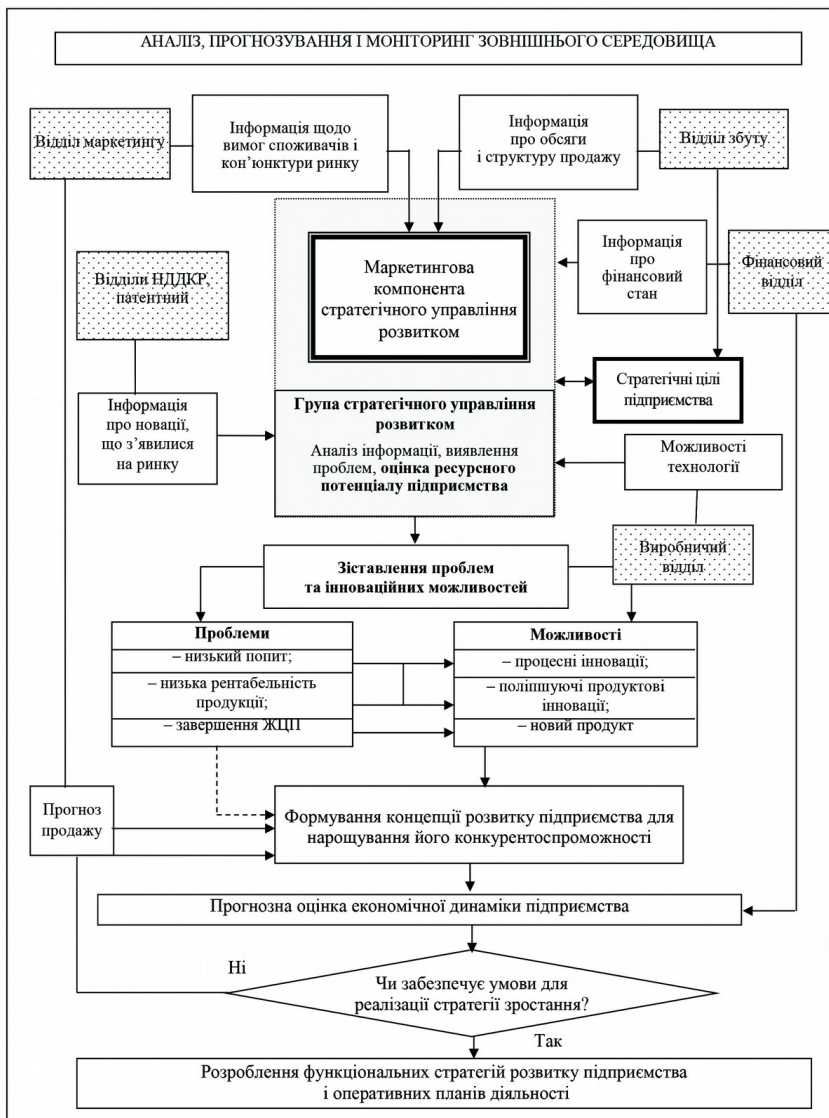 АНАЛІЗ, ПРОГНОЗУВАННЯ І МОНІТОРИНГ ЗОВНІШНЬОГО СЕРЕДОВИЩА
Відділ маркетингу
Інформація щодо
вимог споживачів і
кон’юнктури ринку
Інформація
про обсяги
і структуру продажу
Відділ збуту
Маркетингова
компонента
стратегічного управління
розвитком
Інформація
про
фінансовий
стан
Фінансовий
відділ
Відділи НДДКР,
патентний
Стратегічні цілі
підприємства
Інформація
про новації,
що з’явилися
на ринку
Група стратегічного управління
розвитком
Аналіз інформації, виявлення
проблем, оцінка ресурсного
потенціалу підприємства
Можливості
технології
Виробничий
відділ
Зіставлення проблем
та інноваційних можливостей
Проблеми
– низький попит;
– низька рентабельність
продукції;
– завершення ЖЦП
Можливості
– процесні інновації;
– поліпшуючі продуктові
інновації;
– новий продукт
Прогноз
продажу
Формування концепції розвитку підприємства для
нарощування його конкурентоспроможності
Прогнозна оцінка економічної динаміки підприємства
Ні
Чи забезпечує умови для
реалізації стратегії зростання?
Так
Розроблення функціональних стратегій розвитку підприємства
і оперативних планів діяльності